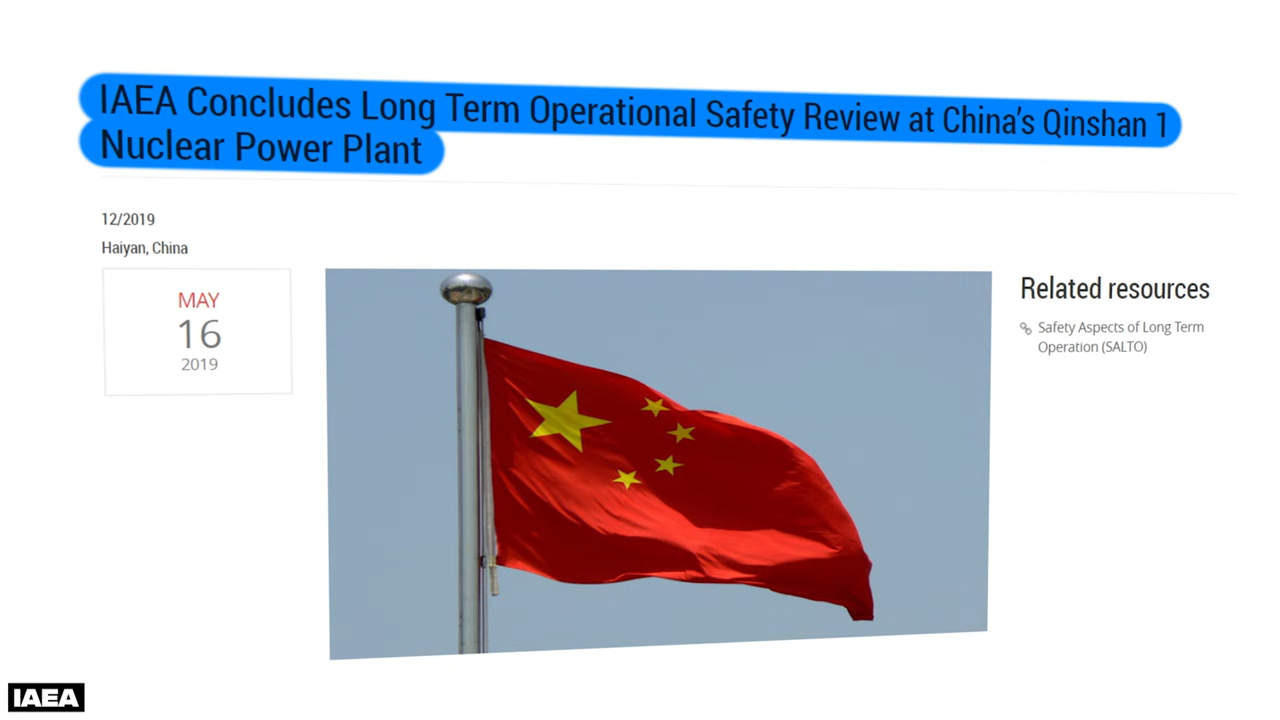 IAEA Concludes Long Term Operational Safety Review at China's Qinshan 1
Nuclear Power Plant
12/2019
Haiyan, China
MAY
16
2019
Related resources
Safety Aspects of Long Term
Operation (SALTO)
IAEA